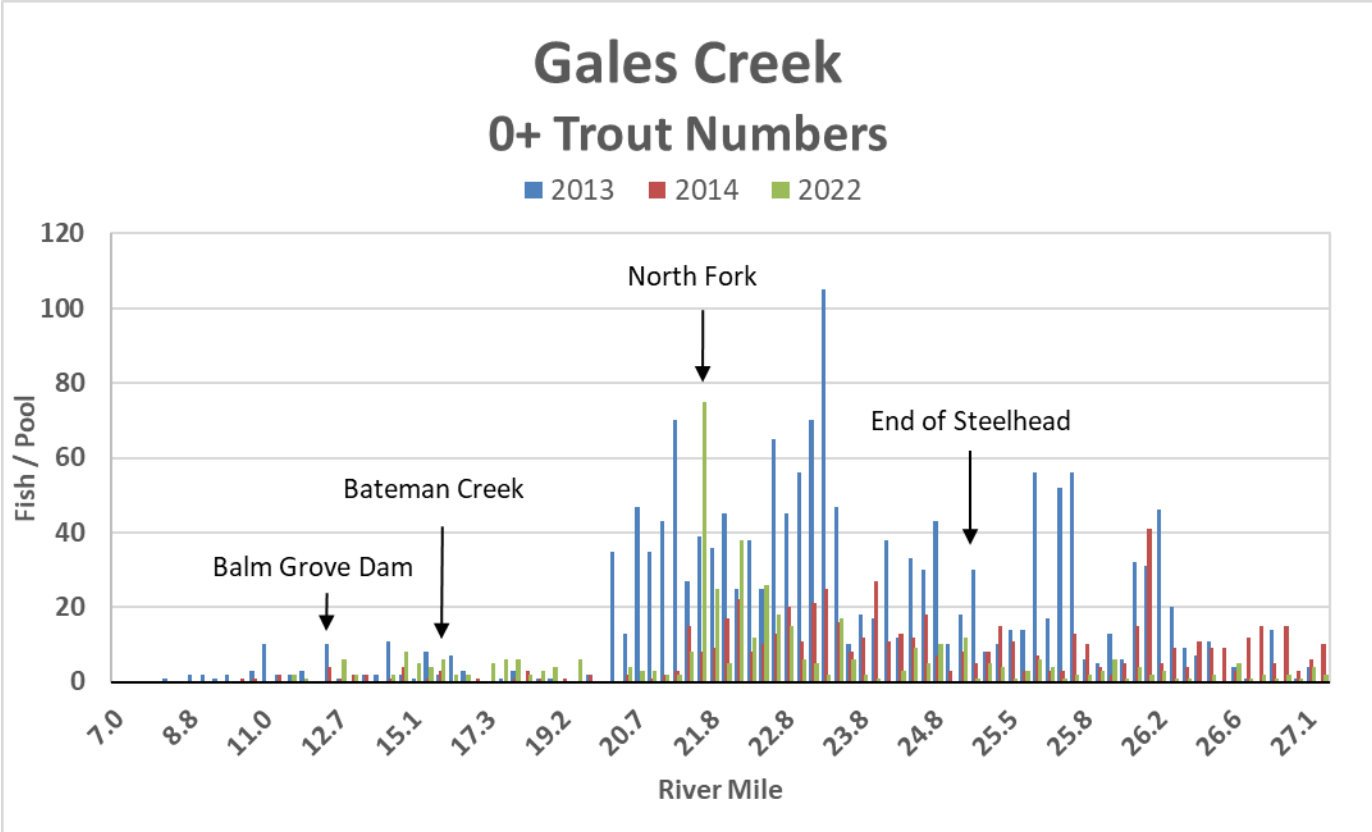 Gales Creek
0+ Trout Numbers
2013 2014 2022
120
100
80
60
40
20
0
Fish / Pool
North Fork
End of Steelhead
Bateman Creek
Balm Grove Dam
7.0 8.8 11.0 12.7 15.1 17.3 19.2 20.7 21.8 22.8 23.8 24.8 25.5 25.8 26.2 26.6 27.1
River Mile